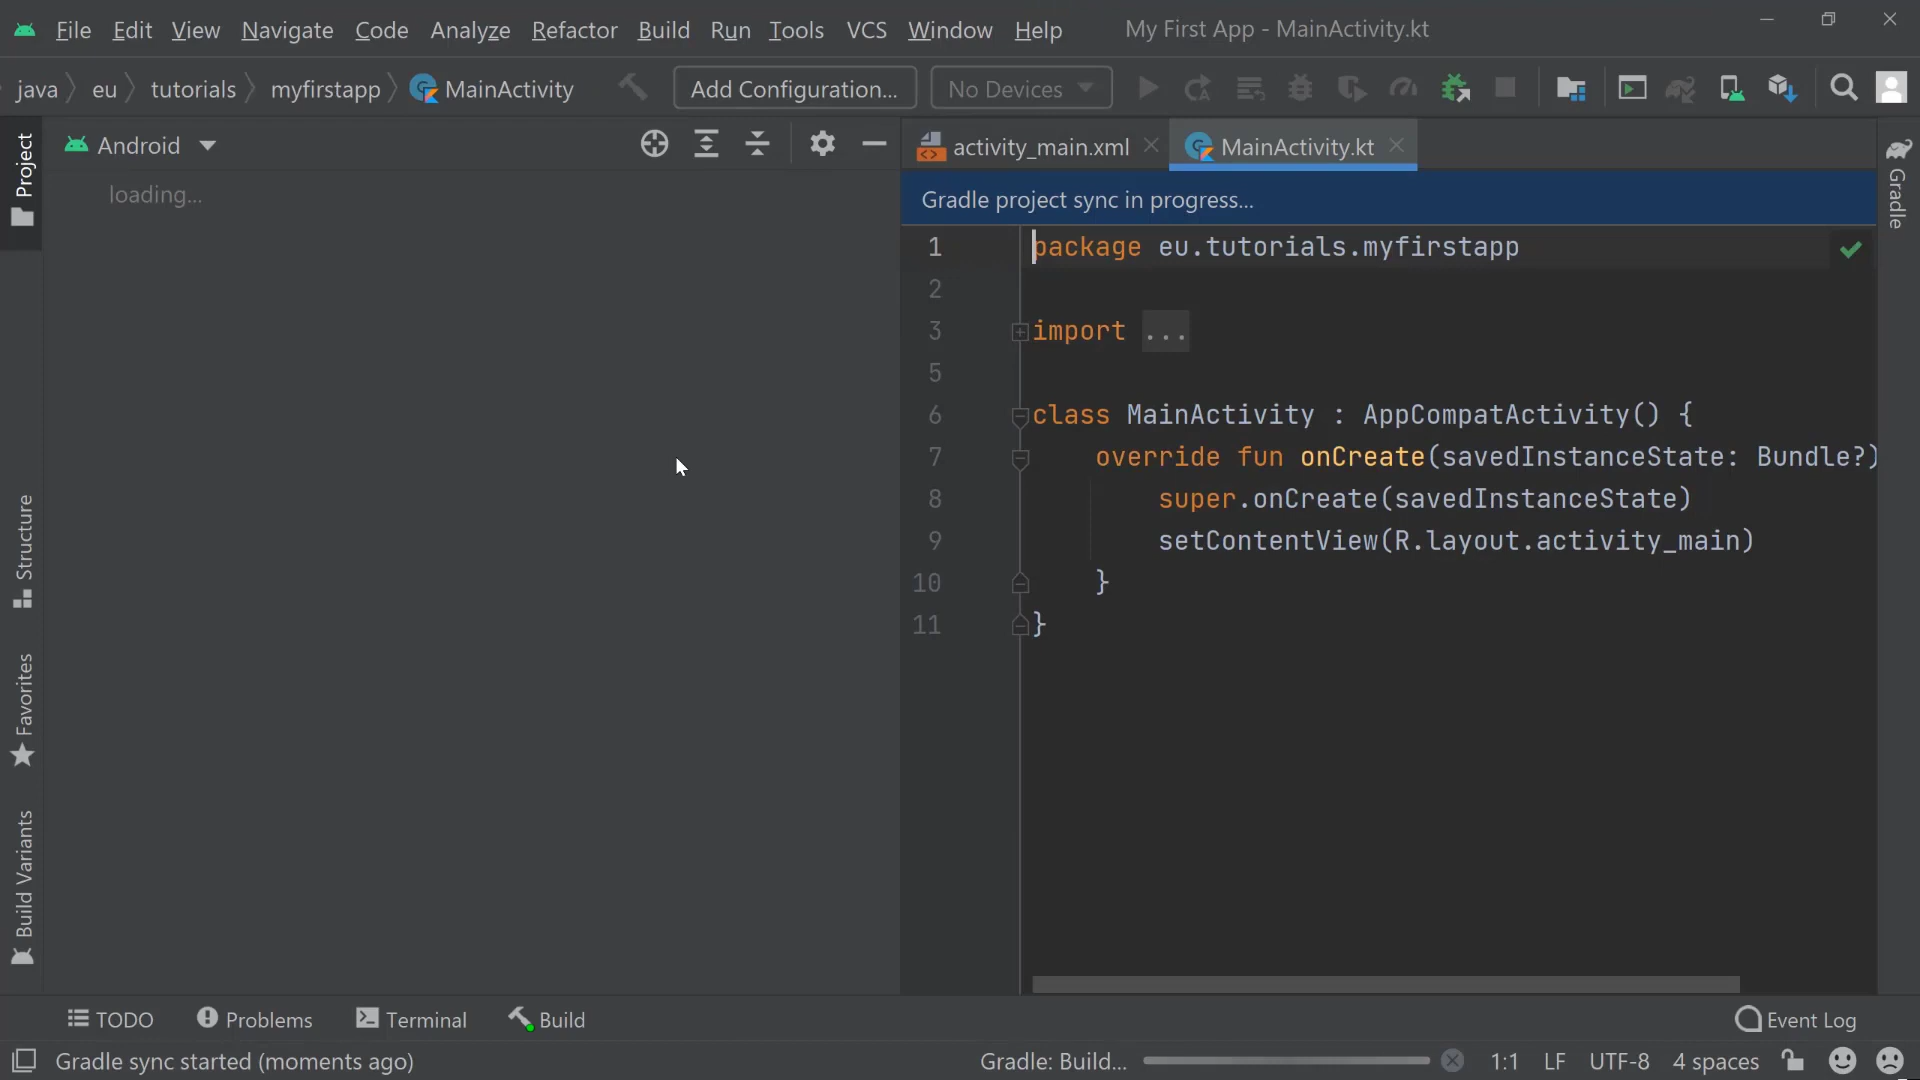 File Edit View Navigate Code Analyze Refactor Build Run Tools VCS Window Help My First App - MainActivity.kt
java eu tutorials myfirstapp MainActivity Add Configuration... No Devices
Project
Android
loading...
Structure
Favorites
Build Variants
activity_main.xml MainActivity.kt
Gradle
Gradle project sync in progress...
1 package eu.tutorials.myfirstapp
2
3 import ...
5
6 class MainActivity : AppCompatActivity() {
7 override fun onCreate(savedInstanceState: Bundle?)
8 super.onCreate(savedInstanceState)
9 setContentView(R.layout.activity_main)
10 }
11 }
TODO Problems Terminal Build Event Log
Gradle sync started (moments ago) Gradle: Build... 1:1 LF UTF-8 4 spaces